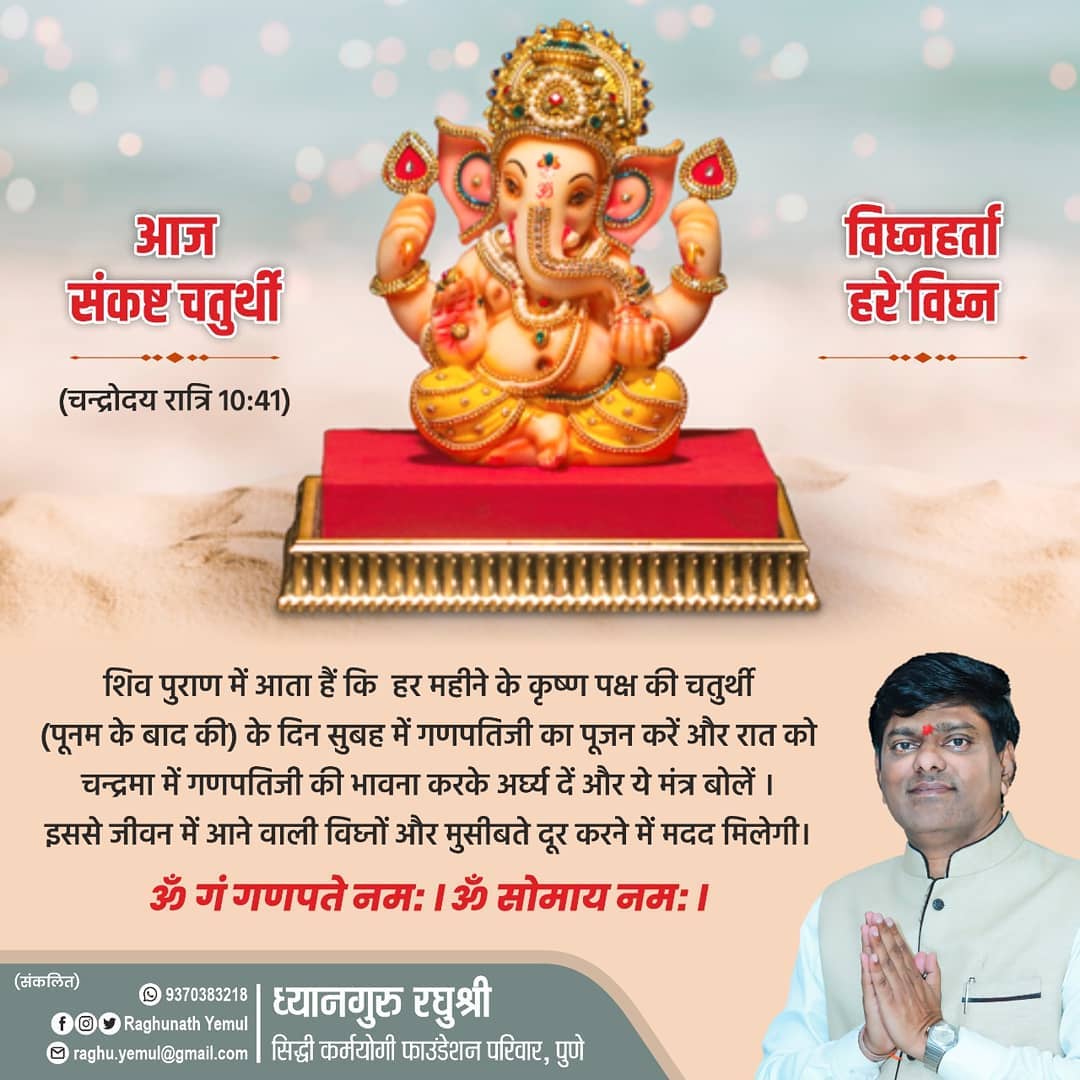 आज
संकष्ट चतुर्थी
(चन्द्रोदय रात्रि 10:41)
विघ्नहर्ता
हरे विघ्न
शिव पुराण में आता हैं कि हर महीने के कृष्ण पक्ष की चतुर्थी
(पूनम के बाद की) के दिन सुबह में गणपतिजी का पूजन करें और रात को
चन्द्रमा में गणपतिजी की भावना करके अर्घ्य दें और ये मंत्र बोलें ।
इससे जीवन में आने वाली विघ्नों और मुसीबते दूर करने में मदद मिलेगी।
ॐ गं गणपते नम: । ॐ सोमाय नम: ।
(संकलित)
9370383218
Raghunath Yemul
raghu.yemul@gmail.com
ध्यानगुरु रघुश्री
सिद्धी कर्मयोगी फाउंडेशन परिवार, पुणे